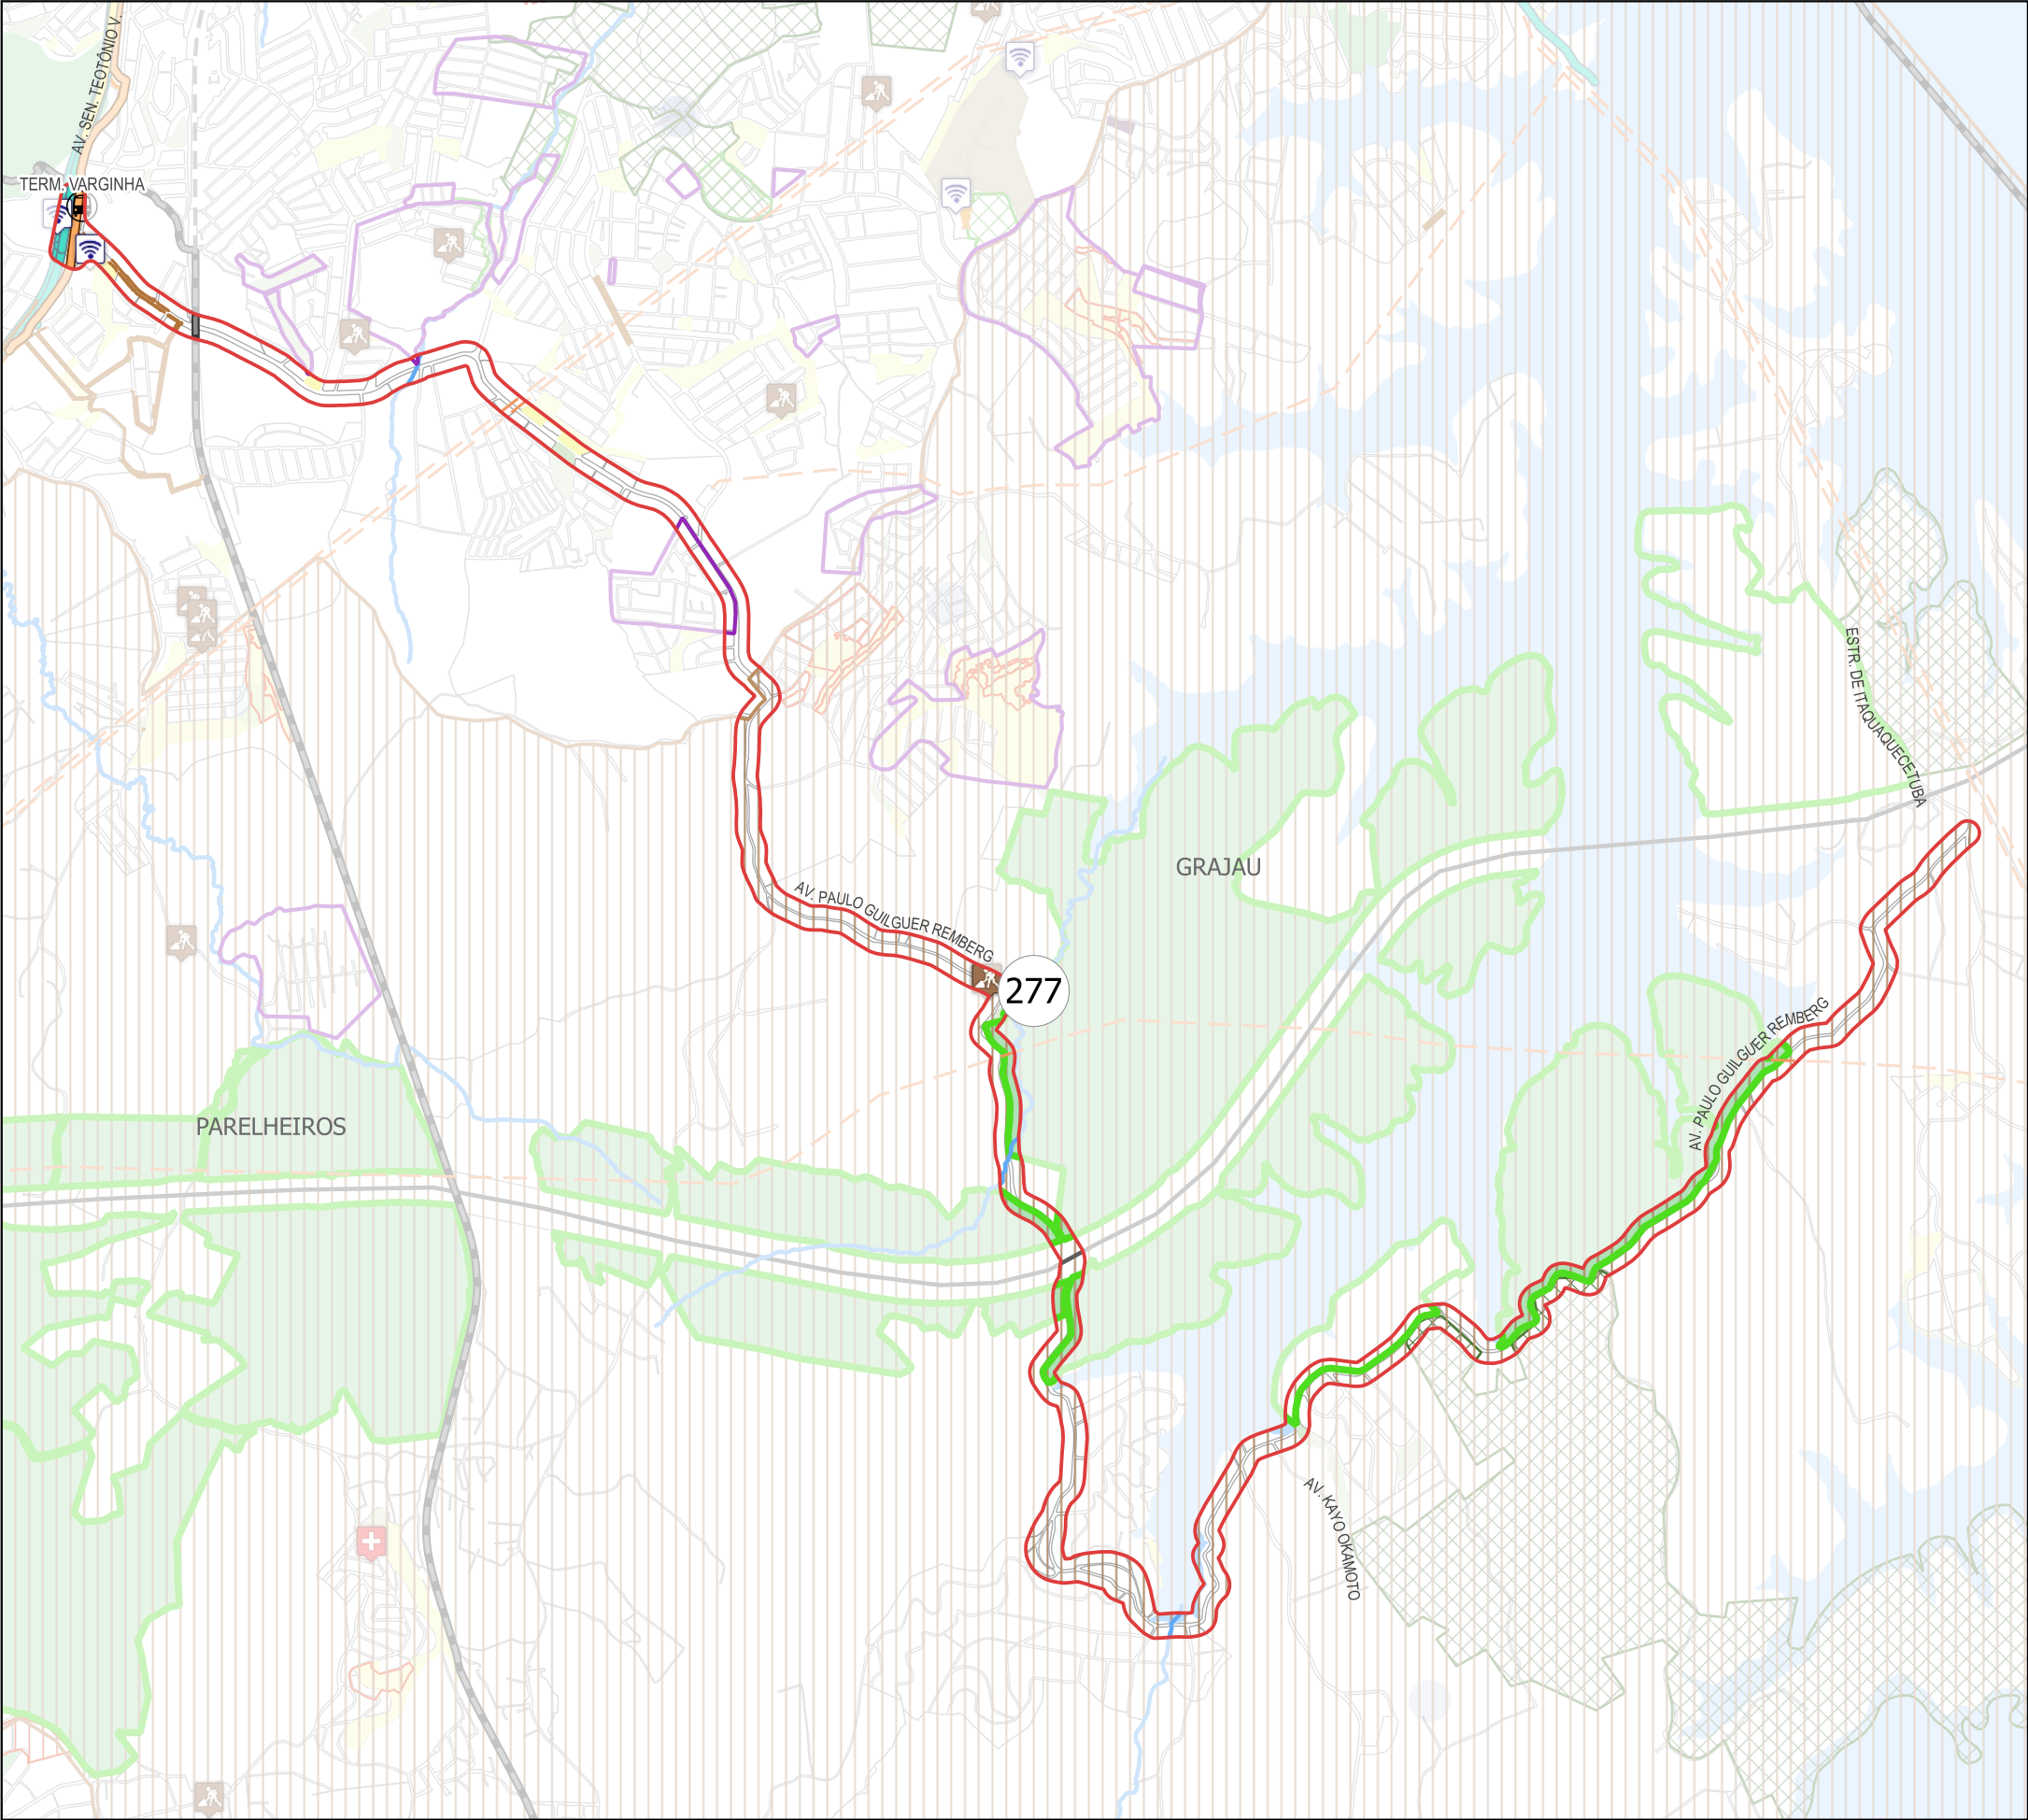 AV. SEN. TEOTÔNIO V.
TERM. VARGINHA
ESTR. DE ITAQUAQUECETUBA
GRAJAU
AV. PAULO GUILGUER REMBERG
277
AV. PAULO GUILGUER REMBERG
PARELHEIROS
AV. KAYO OKAMOTO